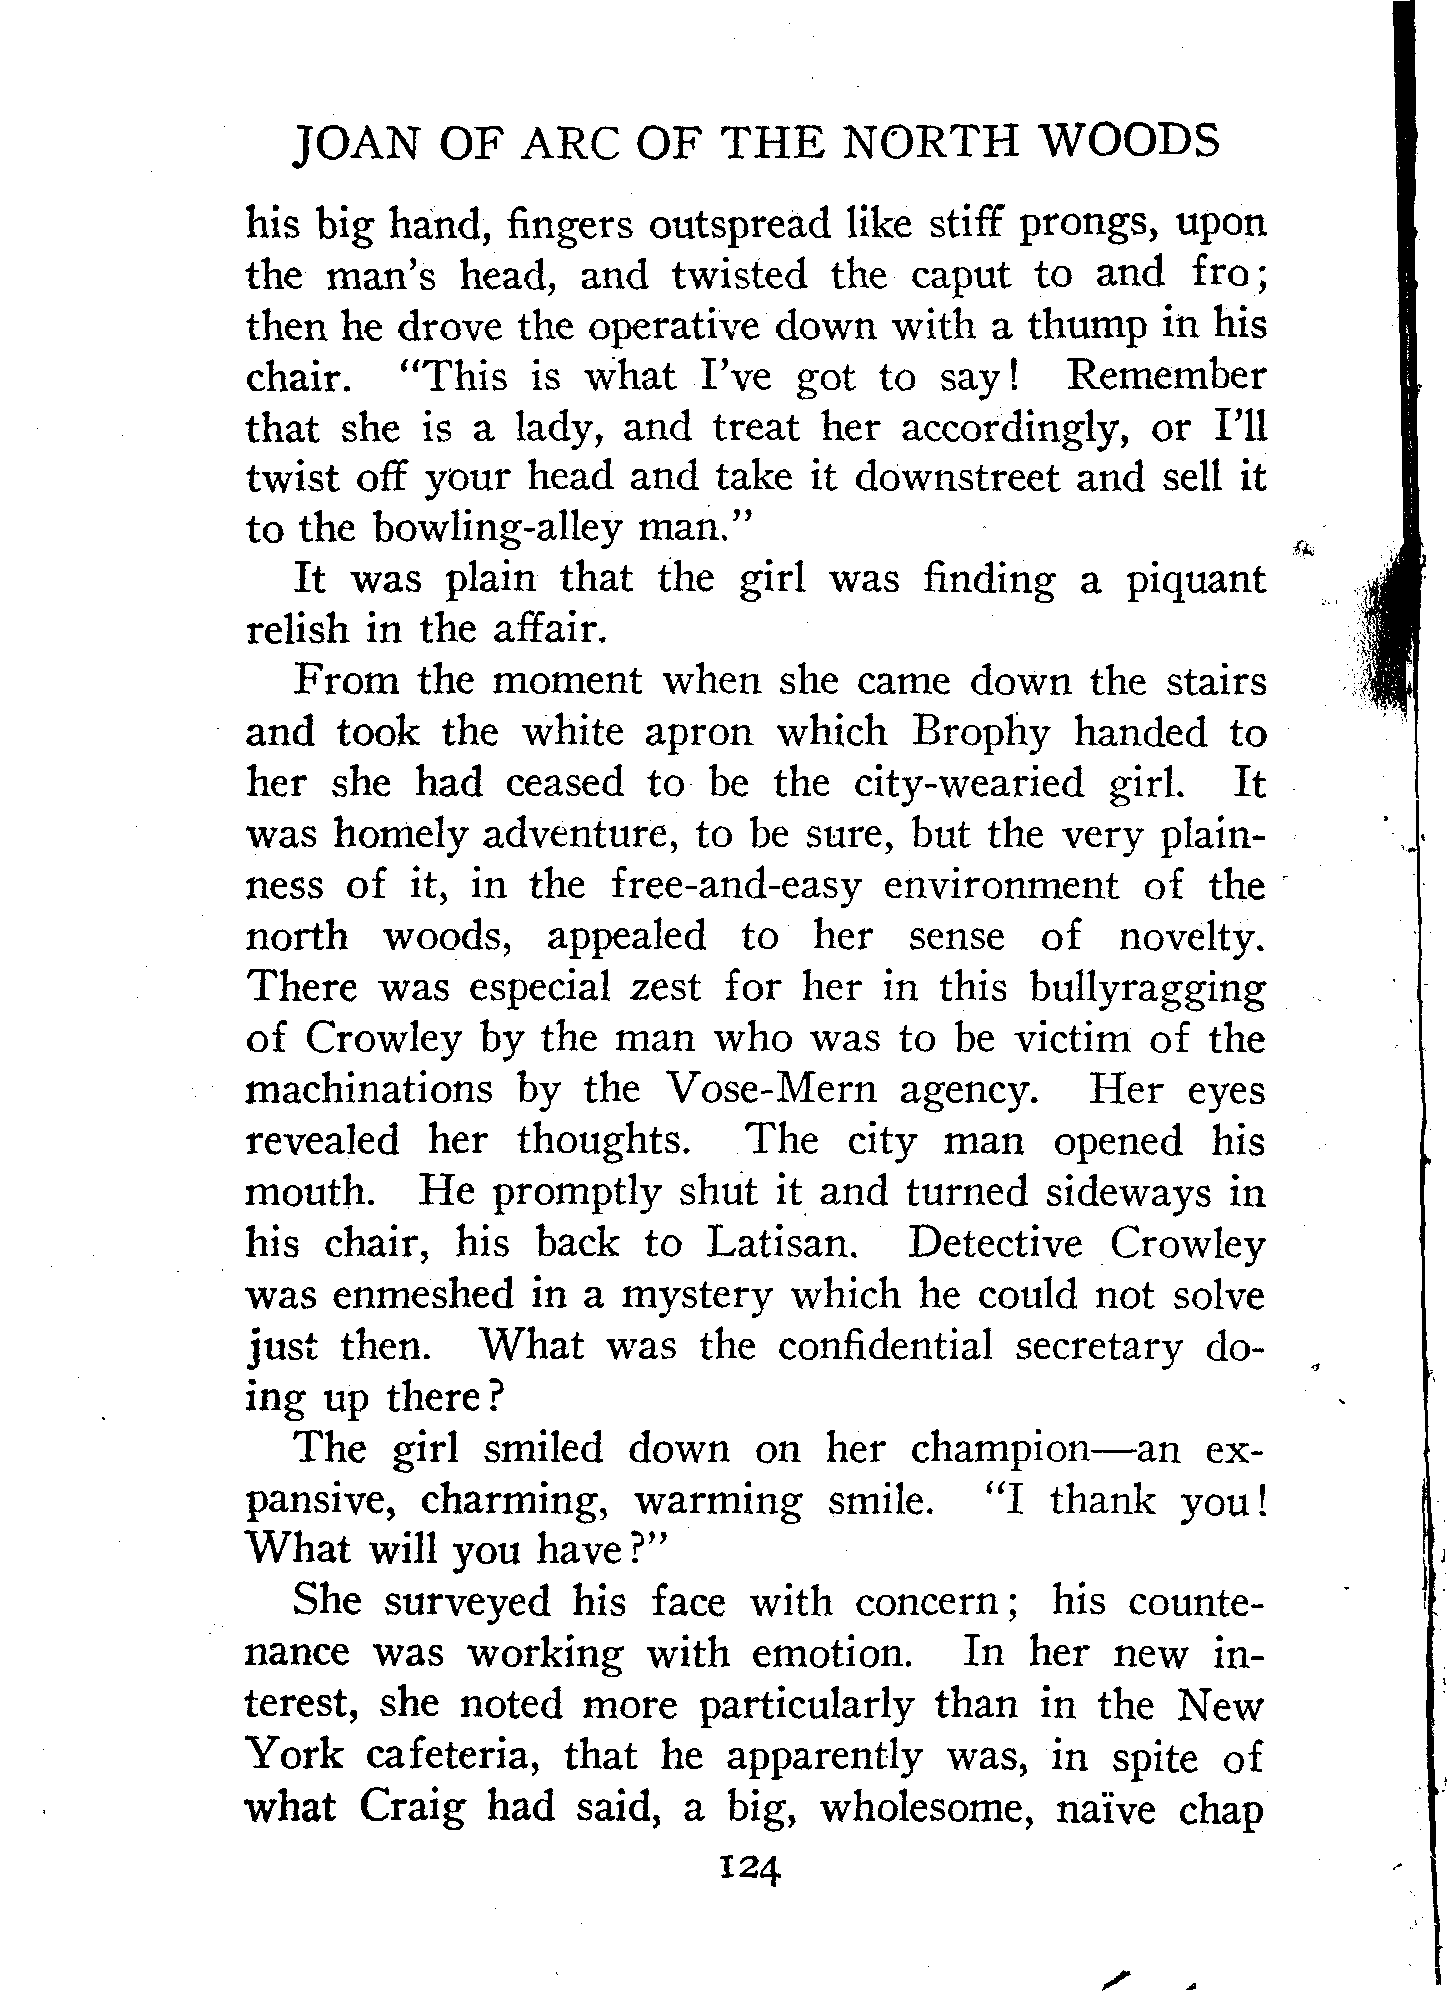 JOAN OF ARC OF THE NORTH WOODS
his big hand, fingers outspread like stiff prongs, upon
the man's head, and twisted the caput to and fro;
then he drove the operative down with a thump in his
chair. "This is what I've got to say! Remember
that she is a lady, and treat her accordingly, or I'll
twist off your head and take it downstreet and sell it
to the bowling-alley man."
It was plain that the girl was finding a piquant
relish in the affair.
From the moment when she came down the stairs
and took the white apron which Brophy handed to
her she had ceased to be the city-wearied girl. It
was homely adventure, to be sure, but the very plain-
ness of it, in the free-and-easy environment of the
north woods, appealed to her sense of novelty.
There was especial zest for her in this bullyragging
of Crowley by the man who was to be victim of the
machinations by the Vose-Mern agency. Her eyes
revealed her thoughts. The city man opened his
mouth. He promptly shut it and turned sideways in
his chair, his back to Latisan. Detective Crowley
was enmeshed in a mystery which he could not solve
just then. What was the confidential secretary do-
ing up there?
The girl smiled down on her champion—an ex-
pansive, charming, warming smile. "I thank you!
What will you have?"
She surveyed his face with concern; his counte-
nance was working with emotion. In her new in-
terest, she noted more particularly than in the New
York cafeteria, that he apparently was, in spite of
what Craig had said, a big, wholesome, naïve chap
124